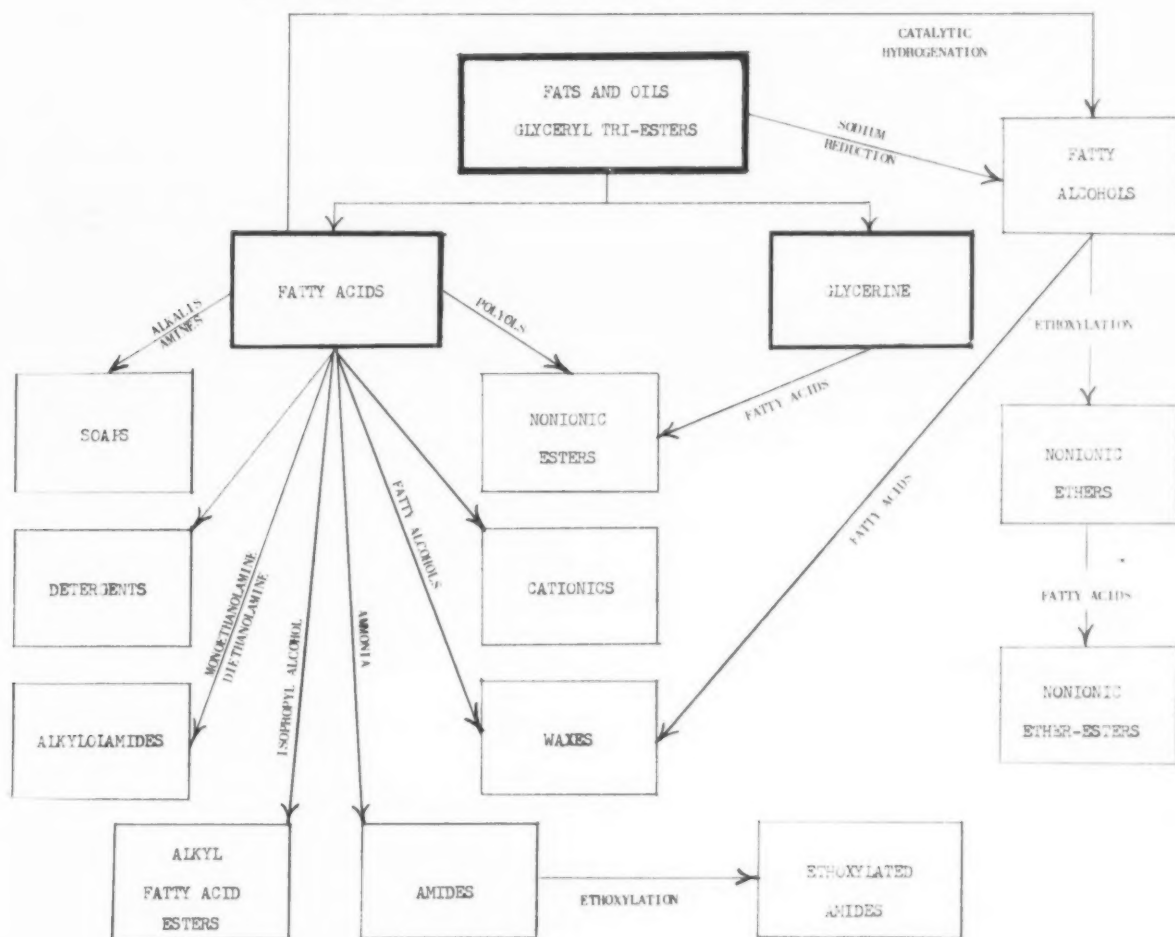 CATALYTIC
HYDROGENATION
FATS AND OILS
GLYCERYL TRI-ESTERS
SODIUM
REDUCTION
FATTY
ALCOHOLS
FATTY ACIDS
GLYCERINE
ALKALIS
AMINES
POLYOLS
ETHOXYLATION
FATTY ACIDS
SOAPS
NONIONIC
ESTERS
NONIONIC
ETHERS
FATTY ACIDS
FATTY ALCOHOLS
DETERGENTS
CATIONICS
MONOETHANOLAMINE
DIETHANOLAMINE
ISOPROPYL ALCOHOL
AMMONIA
FATTY ACIDS
ALKYLOLAMIDES
WAXES
NONIONIC
ETHER-ESTERS
ALKYL
FATTY ACID
ESTERS
AMIDES
ETHOXYLATION
ETHOXYLATED
AMIDES